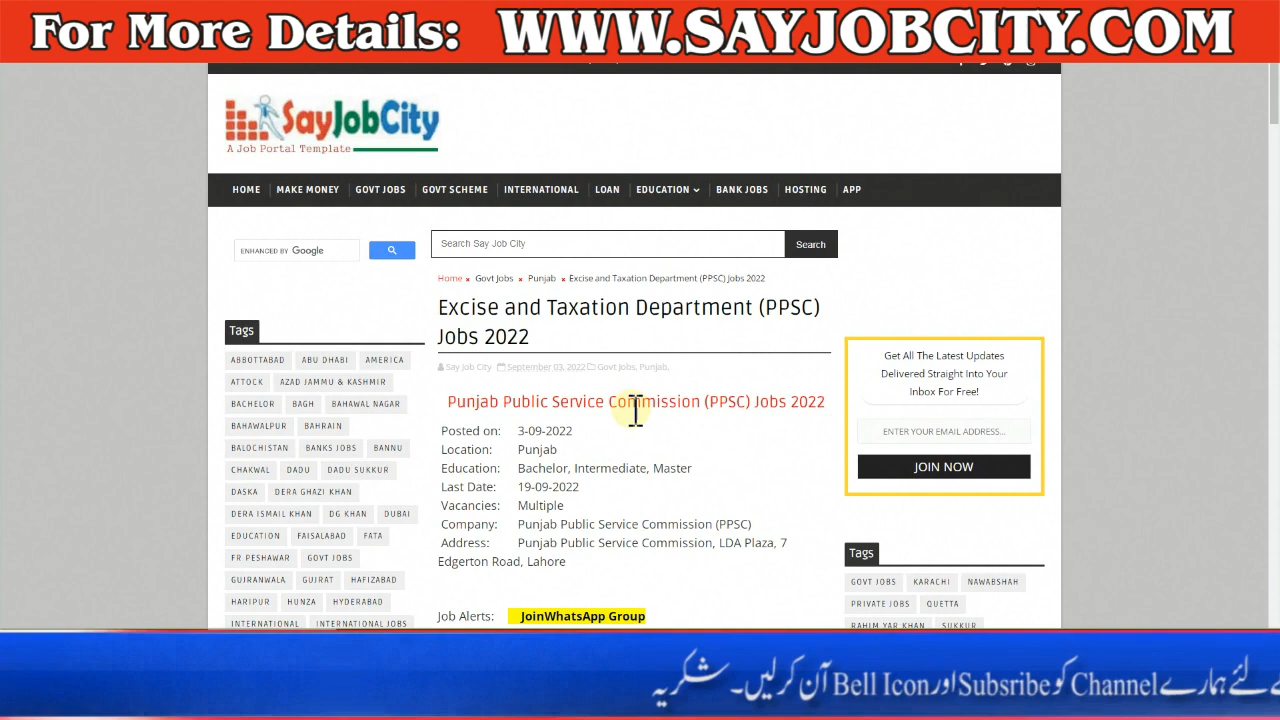 For More Details: WWW.SAYJOBCITY.COM
SayJobCity
A Job Portal Template
HOME MAKE MONEY GOVT JOBS GOVT SCHEME INTERNATIONAL LOAN EDUCATION BANK JOBS HOSTING APP
ENHANCED BY Google
Search Say Job City Search
Home × Govt Jobs × Punjab × Excise and Taxation Department (PPSC) Jobs 2022
Excise and Taxation Department (PPSC)
Jobs 2022
Say Job City September 03, 2022 Govt Jobs, Punjab,
Punjab Public Service Commission (PPSC) Jobs 2022
Posted on: 3-09-2022
Location: Punjab
Education: Bachelor, Intermediate, Master
Last Date: 19-09-2022
Vacancies: Multiple
Company: Punjab Public Service Commission (PPSC)
Address: Punjab Public Service Commission, LDA Plaza, 7
Edgerton Road, Lahore
Job Alerts: JoinWhatsApp Group
Tags
ABBOTTABAD ABU DHABI AMERICA
ATTOCK AZAD JAMMU & KASHMIR
BACHELOR BAGH BAHAWAL NAGAR
BAHAWALPUR BAHRAIN
BALOCHISTAN BANKS JOBS BANNU
CHAKWAL DADU DADU SUKKUR
DASKA DERA GHAZI KHAN
DERA ISMAIL KHAN DG KHAN DUBAI
EDUCATION FAISALABAD FATA
FR PESHAWAR GOVT JOBS
GUJRANWALA GUJRAT HAFIZABAD
HARIPUR HUNZA HYDERABAD
INTERNATIONAL INTERNATIONAL JOBS
Get All The Latest Updates
Delivered Straight Into Your
Inbox For Free!
ENTER YOUR EMAIL ADDRESS...
JOIN NOW
Tags
GOVT JOBS KARACHI NAWABSHAH
PRIVATE JOBS QUETTA
RAHIM YAR KHAN SUKKUR
لئے ہمارے Channel کو Subsribe اور Bell Icon آن کرلیں۔ شکریہ